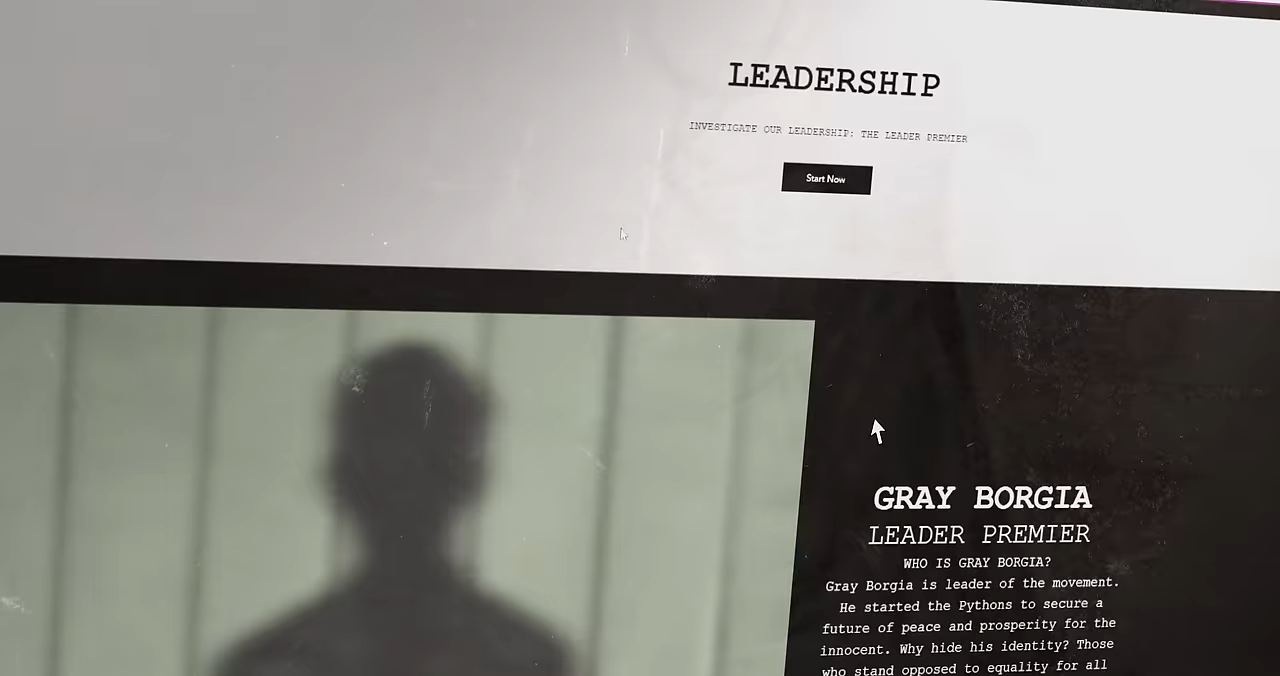 LEADERSHIP
INVESTIGATE OUR LEADERSHIP: THE LEADER PREMIER
Start Now
GRAY BORGIA
LEADER PREMIER
WHO IS GRAY BORGIA?
Gray Borgia is leader of the movement.
He started the Pythons to secure a
future of peace and prosperity for the
innocent. Why hide his identity? Those
who stand opposed to equality for all